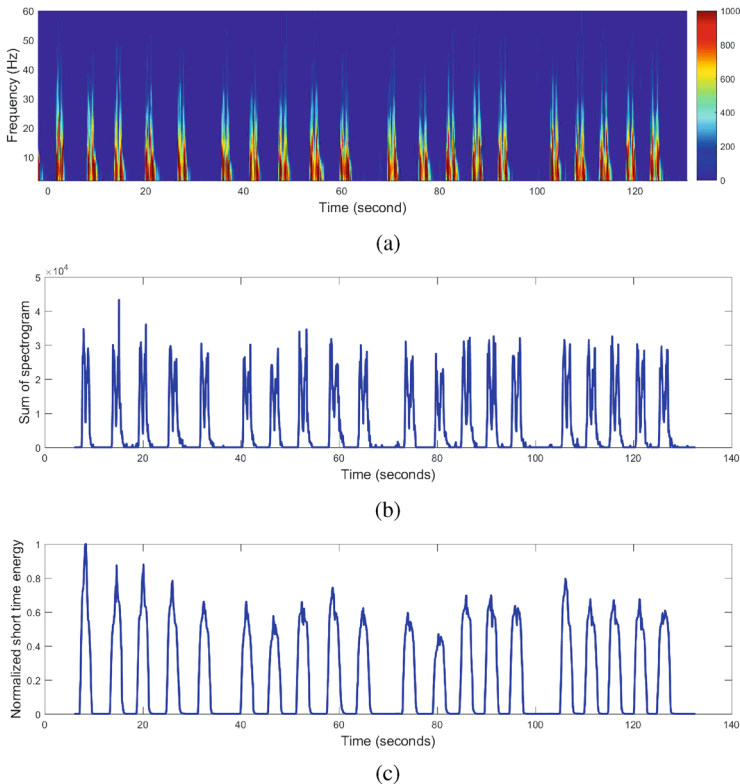 60
50
40
30
20
10
Frequency (Hz)
0 20 40 60 80 100 120
Time (second)
1000
800
600
400
200
0
(a)
×10⁴
5
4
3
2
1
0
Sum of spectrogram
0 20 40 60 80 100 120 140
Time (seconds)
(b)
1
0.8
0.6
0.4
0.2
0
Normalized short time energy
0 20 40 60 80 100 120 140
Time (seconds)
(c)